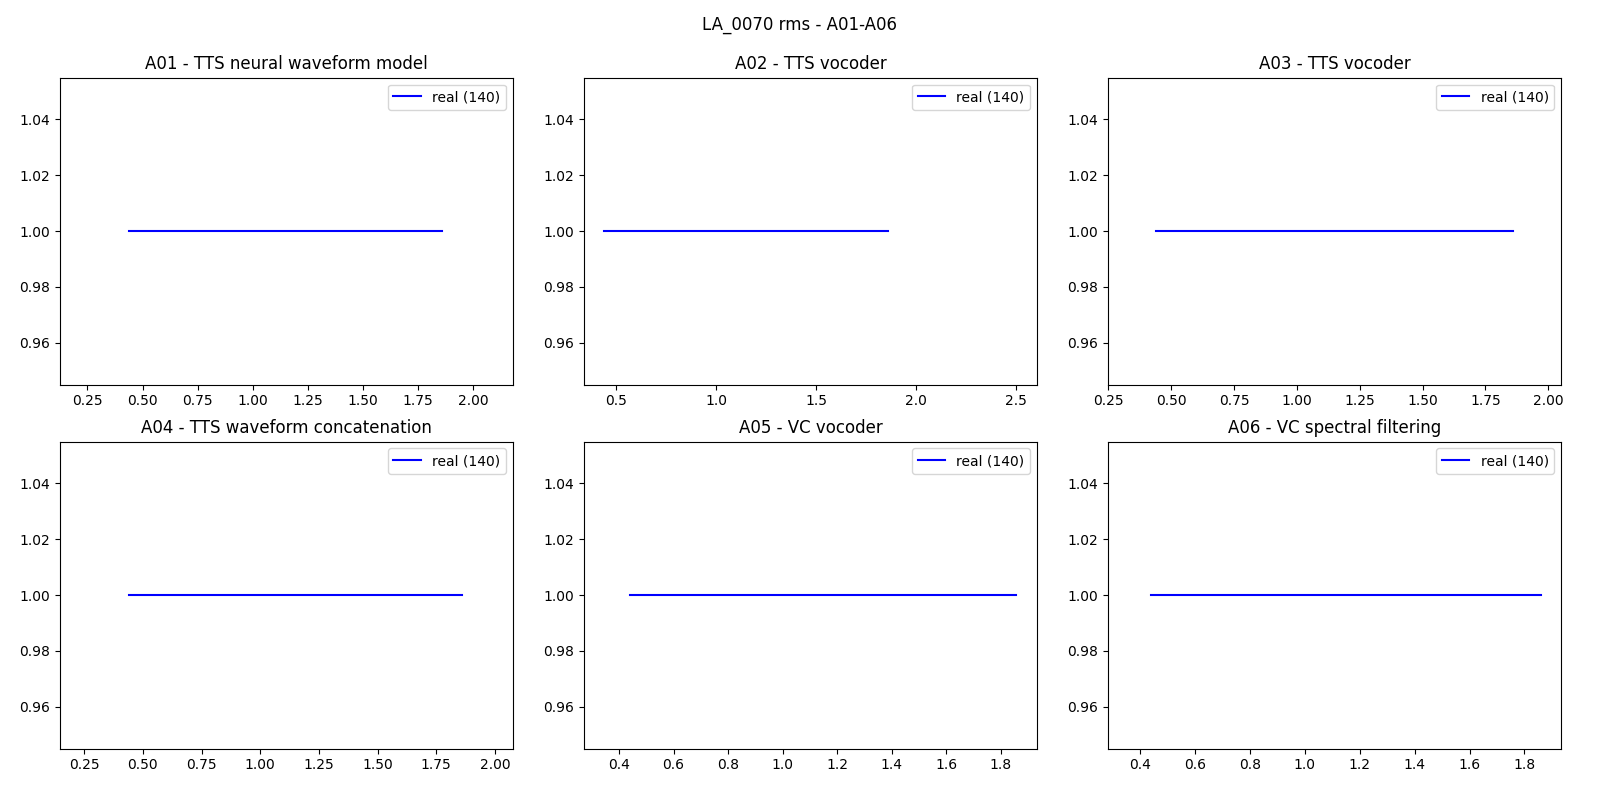 LA_0070 rms - A01-A06
A01 - TTS neural waveform model
real (140)
1.04
1.02
1.00
0.98
0.96
0.25 0.50 0.75 1.00 1.25 1.50 1.75 2.00
A02 - TTS vocoder
real (140)
1.04
1.02
1.00
0.98
0.96
0.5 1.0 1.5 2.0 2.5
A03 - TTS vocoder
real (140)
1.04
1.02
1.00
0.98
0.96
0.25 0.50 0.75 1.00 1.25 1.50 1.75 2.00
A04 - TTS waveform concatenation
real (140)
1.04
1.02
1.00
0.98
0.96
0.25 0.50 0.75 1.00 1.25 1.50 1.75 2.00
A05 - VC vocoder
real (140)
1.04
1.02
1.00
0.98
0.96
0.4 0.6 0.8 1.0 1.2 1.4 1.6 1.8
A06 - VC spectral filtering
real (140)
1.04
1.02
1.00
0.98
0.96
0.4 0.6 0.8 1.0 1.2 1.4 1.6 1.8